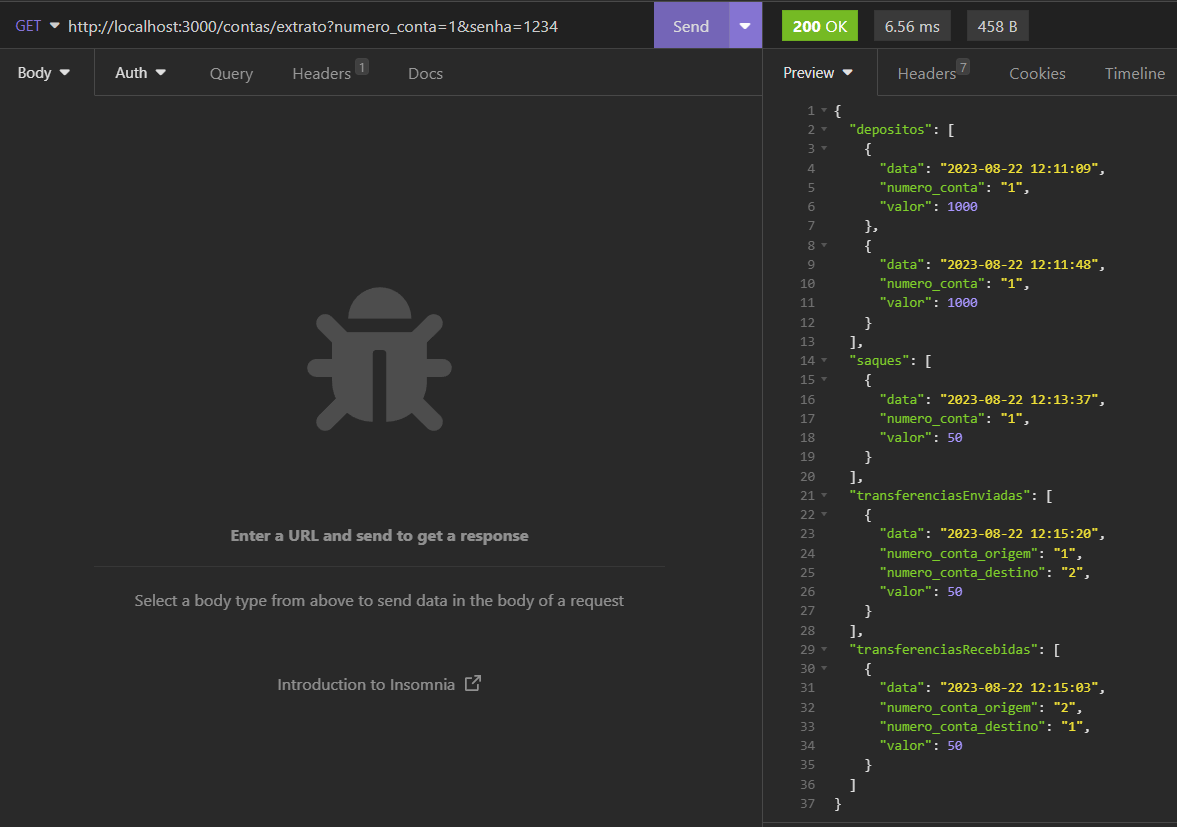 GET http://localhost:3000/contas/extrato?numero_conta=1&senha=1234 Send
Body Auth Query Headers 1 Docs
Enter a URL and send to get a response
Select a body type from above to send data in the body of a request
Introduction to Insomnia
200 OK 6.56 ms 458 B
Preview Headers 7 Cookies Timeline
1 {
2 "depositos": [
3 {
4 "data": "2023-08-22 12:11:09",
5 "numero_conta": "1",
6 "valor": 1000
7 },
8 {
9 "data": "2023-08-22 12:11:48",
10 "numero_conta": "1",
11 "valor": 1000
12 }
13 ],
14 "saques": [
15 {
16 "data": "2023-08-22 12:13:37",
17 "numero_conta": "1",
18 "valor": 50
19 }
20 ],
21 "transferenciasEnviadas": [
22 {
23 "data": "2023-08-22 12:15:20",
24 "numero_conta_origem": "1",
25 "numero_conta_destino": "2",
26 "valor": 50
27 }
28 ],
29 "transferenciasRecebidas": [
30 {
31 "data": "2023-08-22 12:15:03",
32 "numero_conta_origem": "2",
33 "numero_conta_destino": "1",
34 "valor": 50
35 }
36 ]
37 }